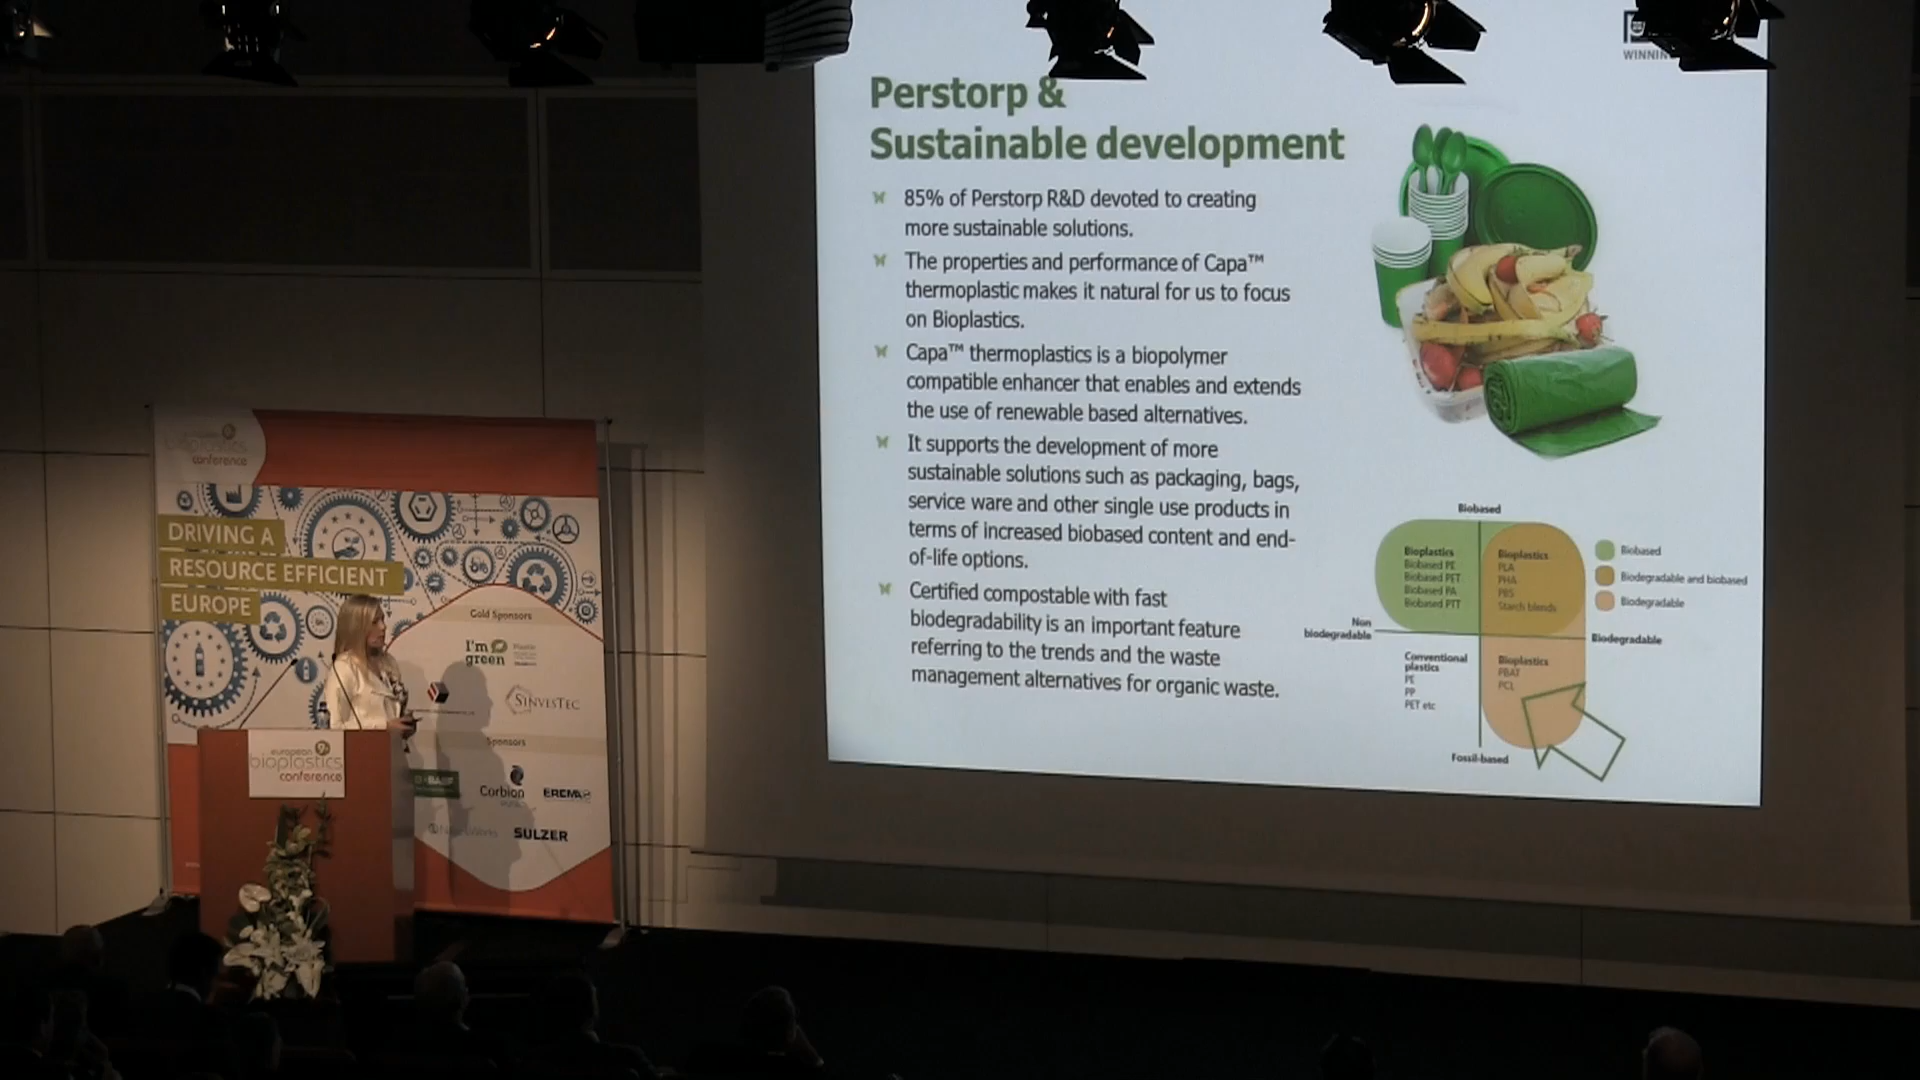 WINNIN
Perstorp &
Sustainable development
85% of Perstorp R&D devoted to creating
more sustainable solutions.
The properties and performance of Capa™
thermoplastic makes it natural for us to focus
on Bioplastics.
Capa™ thermoplastics is a biopolymer
compatible enhancer that enables and extends
the use of renewable based alternatives.
It supports the development of more
sustainable solutions such as packaging, bags,
service ware and other single use products in
terms of increased biobased content and end-
of-life options.
Certified compostable with fast
biodegradability is an important feature
referring to the trends and the waste
management alternatives for organic waste.
Biobased
Bioplastics
Biobased PE
Biobased PET
Biobased PA
Biobased PTT
Bioplastics
PLA
PHA
PBS
Starch blends
Biobased
Biodegradable and biobased
Biodegradable
Non
biodegradable
Biodegradable
Conventional
plastics
PE
PP
PET etc
Bioplastics
PBAT
PCL
Fossil-based
bioplastics
conference
DRIVING A
RESOURCE EFFICIENT
EUROPE
Gold Sponsors
I'm
green
SINVESTEC
Sponsors
BASF
Corbion
EREMA
NatureWorks
SULZER
european 9th
bioplastics
conference